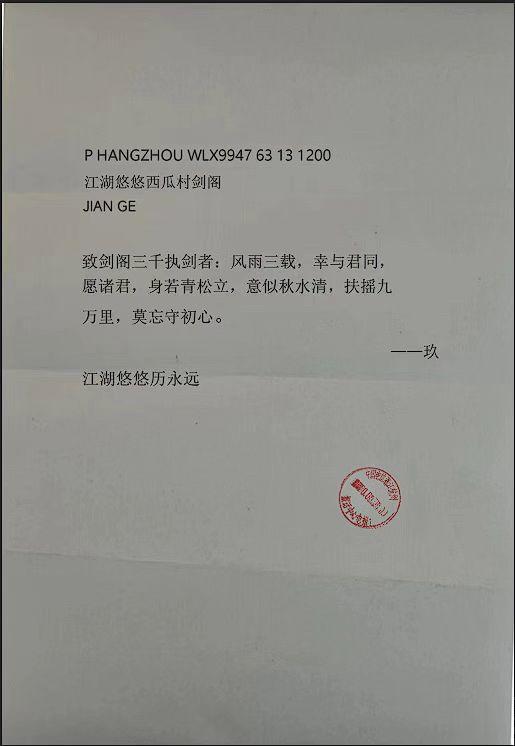 P HANGZHOU WLX9947 63 13 1200
江湖悠悠西瓜村剑阁
JIAN GE
致剑阁三千执剑者：风雨三载，幸与君同，
愿诸君，身若青松立，意似秋水清，扶摇九
万里，莫忘守初心。
——玖
江湖悠悠历永远